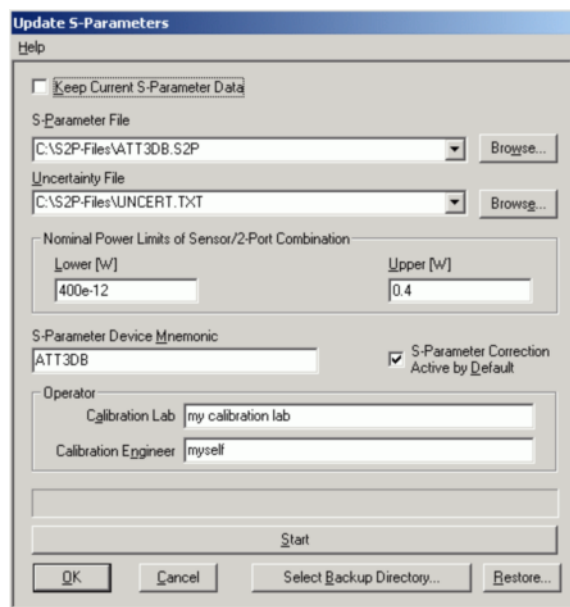 Update S-Parameters
Help
Keep Current S-Parameter Data
S-Parameter File
C:\S2P-Files\ATT3DB.S2P
Browse...
Uncertainty File
C:\S2P-Files\UNCERT.TXT
Browse...
Nominal Power Limits of Sensor/2-Port Combination
Lower [W]
Upper [W]
400e-12
0.4
S-Parameter Device Mnemonic
ATT3DB
S-Parameter Correction
Active by Default
Operator
Calibration Lab
my calibration lab
Calibration Engineer
myself
Start
OK
Cancel
Select Backup Directory...
Restore...